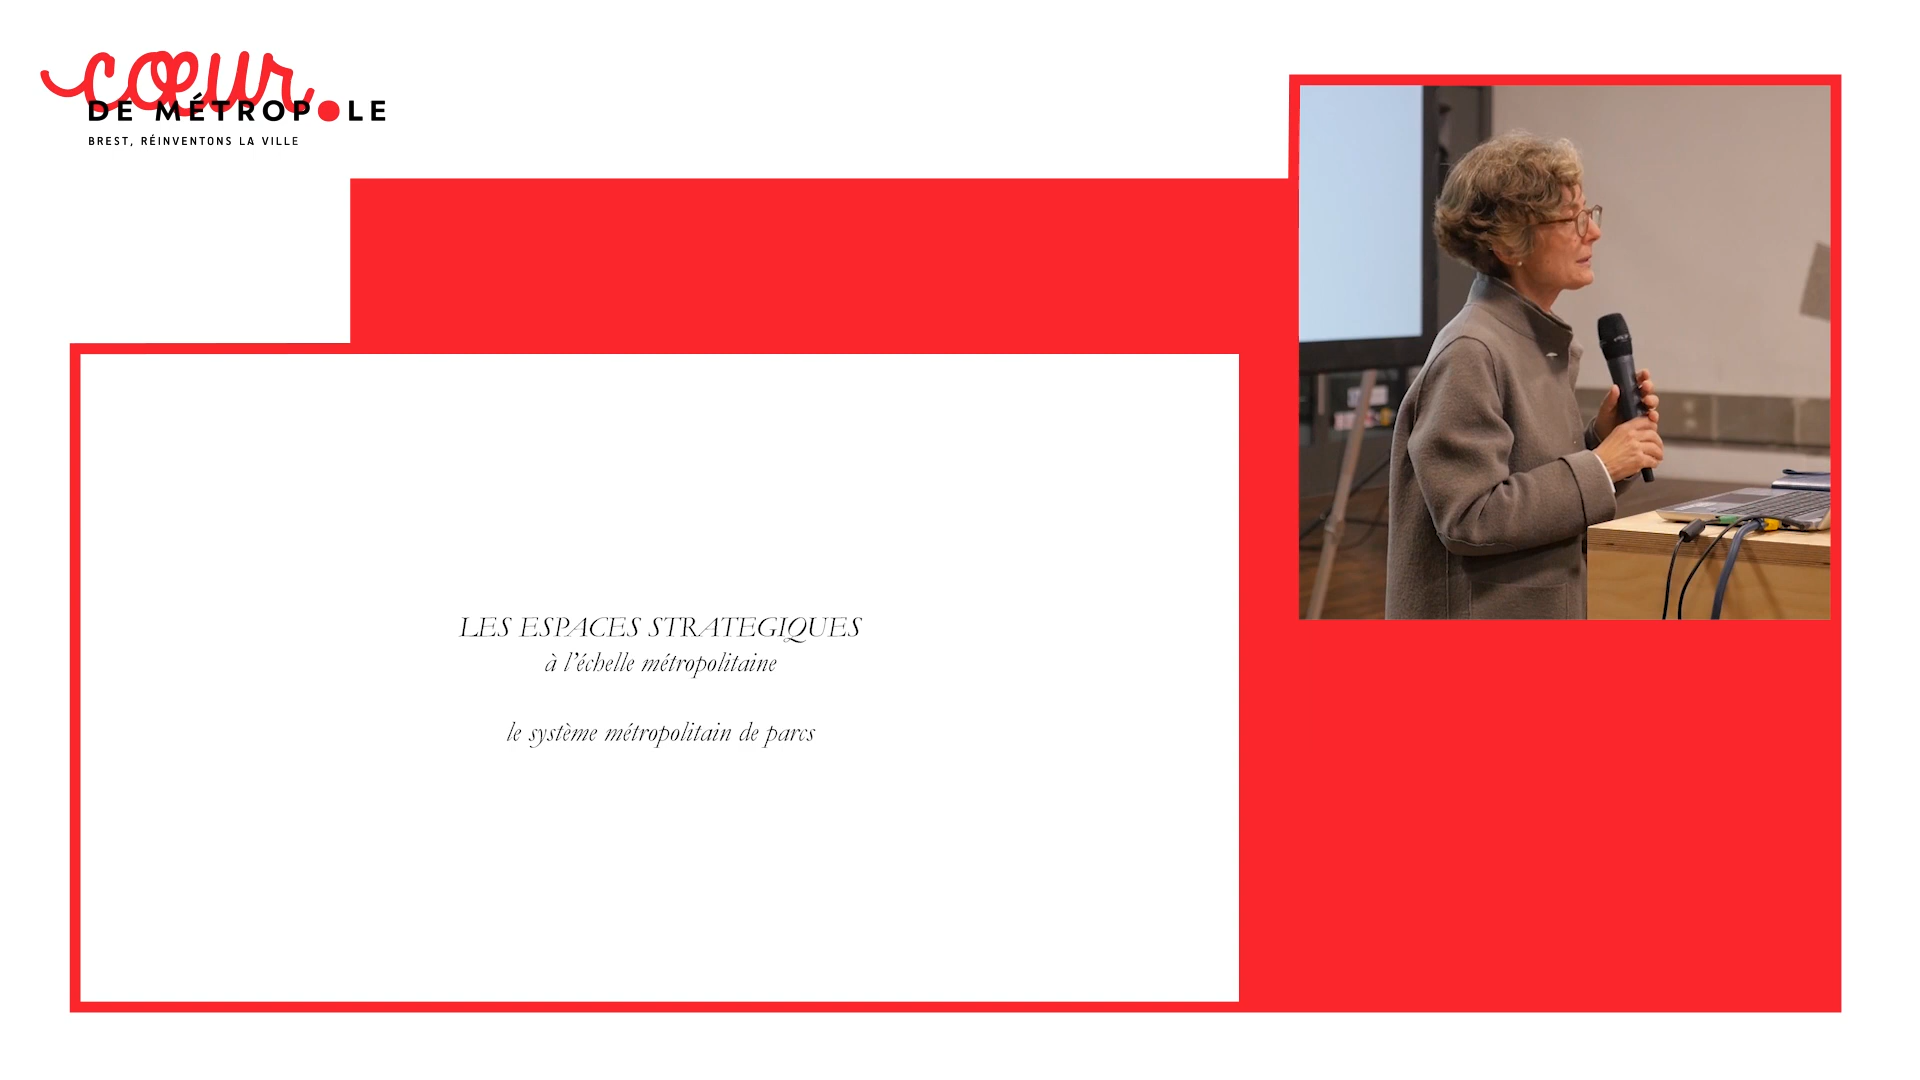 cœur
DE MÉTROPOLE
BREST, RÉINVENTONS LA VILLE
LES ESPACES STRATEGIQUES
à l’échelle métropolitaine
le système métropolitain de parcs